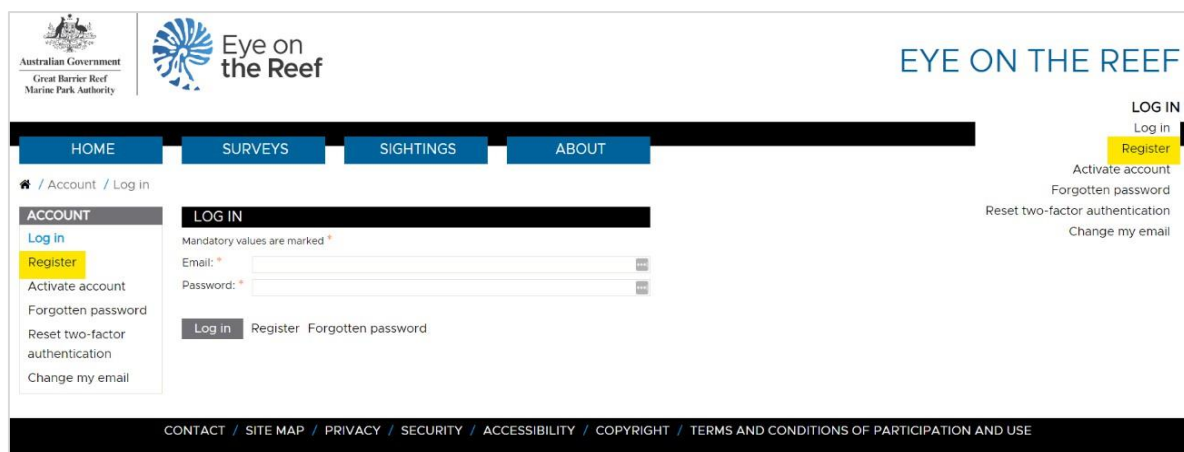 Australian Government
Great Barrier Reef
Marine Park Authority
Eye on
the Reef
EYE ON THE REEF
LOG IN
Log in
Register
Activate account
Forgotten password
Reset two-factor authentication
Change my email
HOME
SURVEYS
SIGHTINGS
ABOUT
/ Account / Log in
ACCOUNT
Log in
Register
Activate account
Forgotten password
Reset two-factor
authentication
Change my email
LOG IN
Mandatory values are marked *
Email: *
Password: *
Log in Register Forgotten password
CONTACT / SITE MAP / PRIVACY / SECURITY / ACCESSIBILITY / COPYRIGHT / TERMS AND CONDITIONS OF PARTICIPATION AND USE